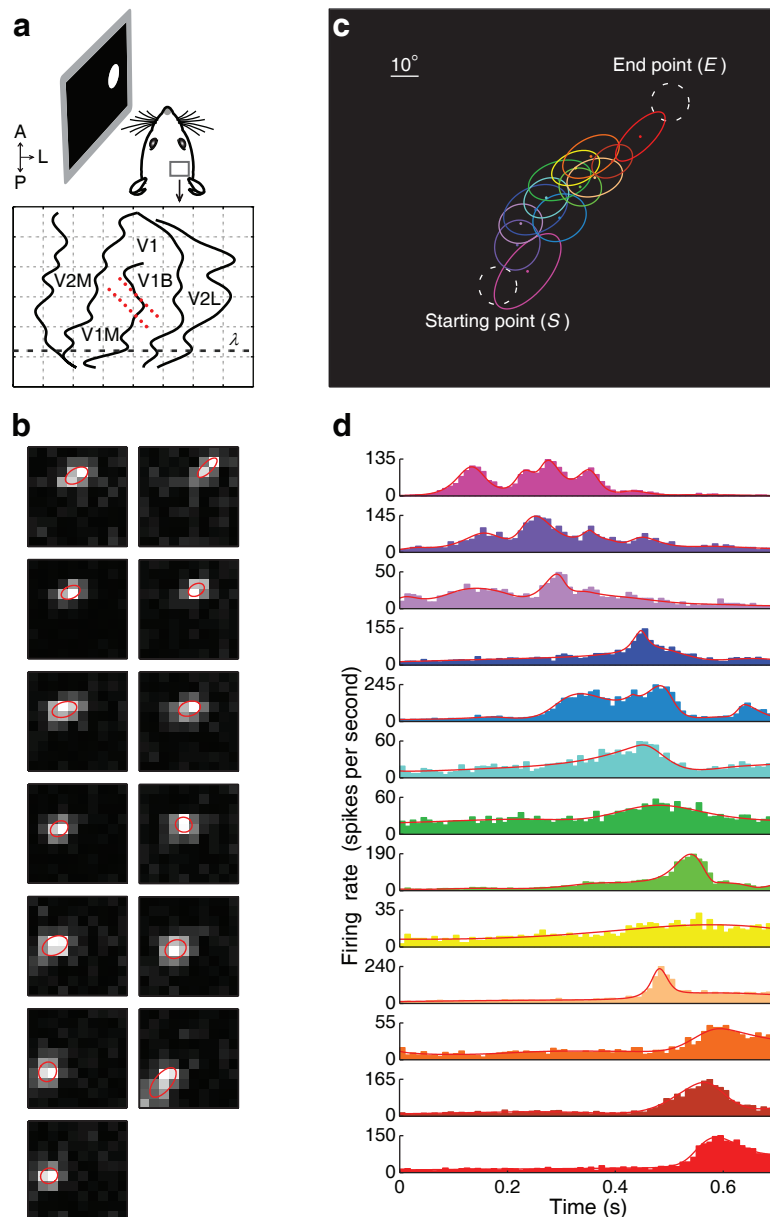 a
A
L
P
V1
V2M
V1B
V2L
V1M
λ
b
c
10°
End point (E)
Starting point (S)
d
Firing rate (spikes per second)
135
0
145
0
50
0
155
0
245
0
60
0
60
0
190
0
35
0
240
0
55
0
165
0
150
0
0 0.2 0.4 0.6
Time (s)